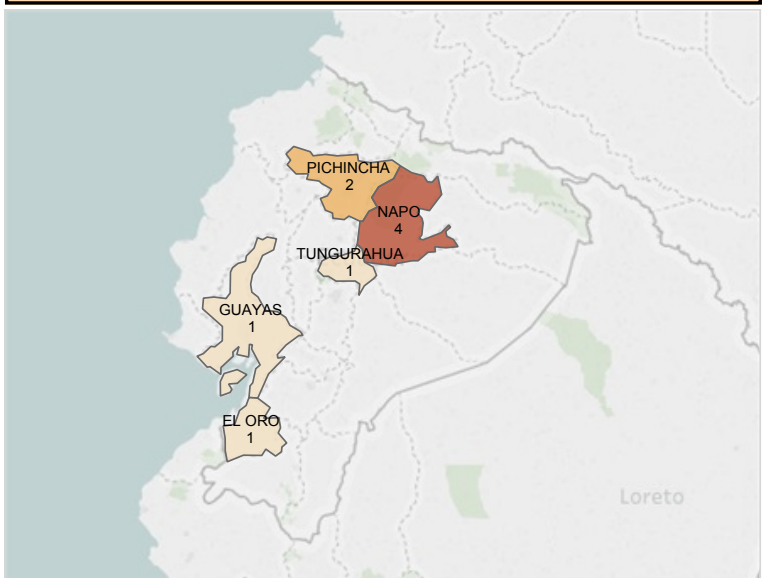 PICHINCHA
2
NAPO
4
TUNGURAHUA
1
GUAYAS
1
EL ORO
1
Loreto